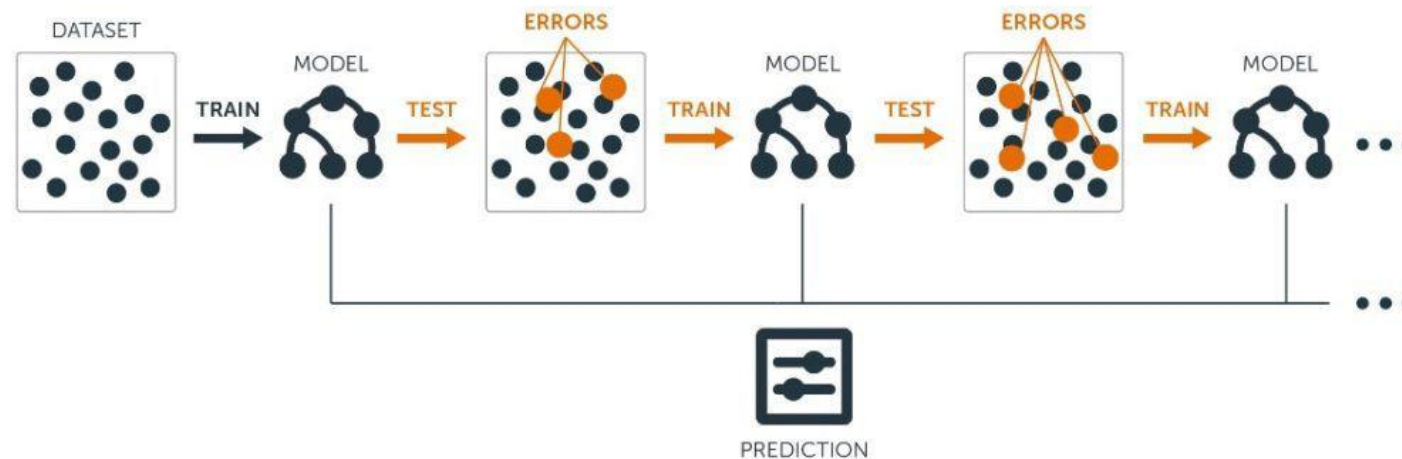 DATASET
TRAIN
MODEL
TEST
ERRORS
TRAIN
MODEL
TEST
ERRORS
TRAIN
MODEL
PREDICTION